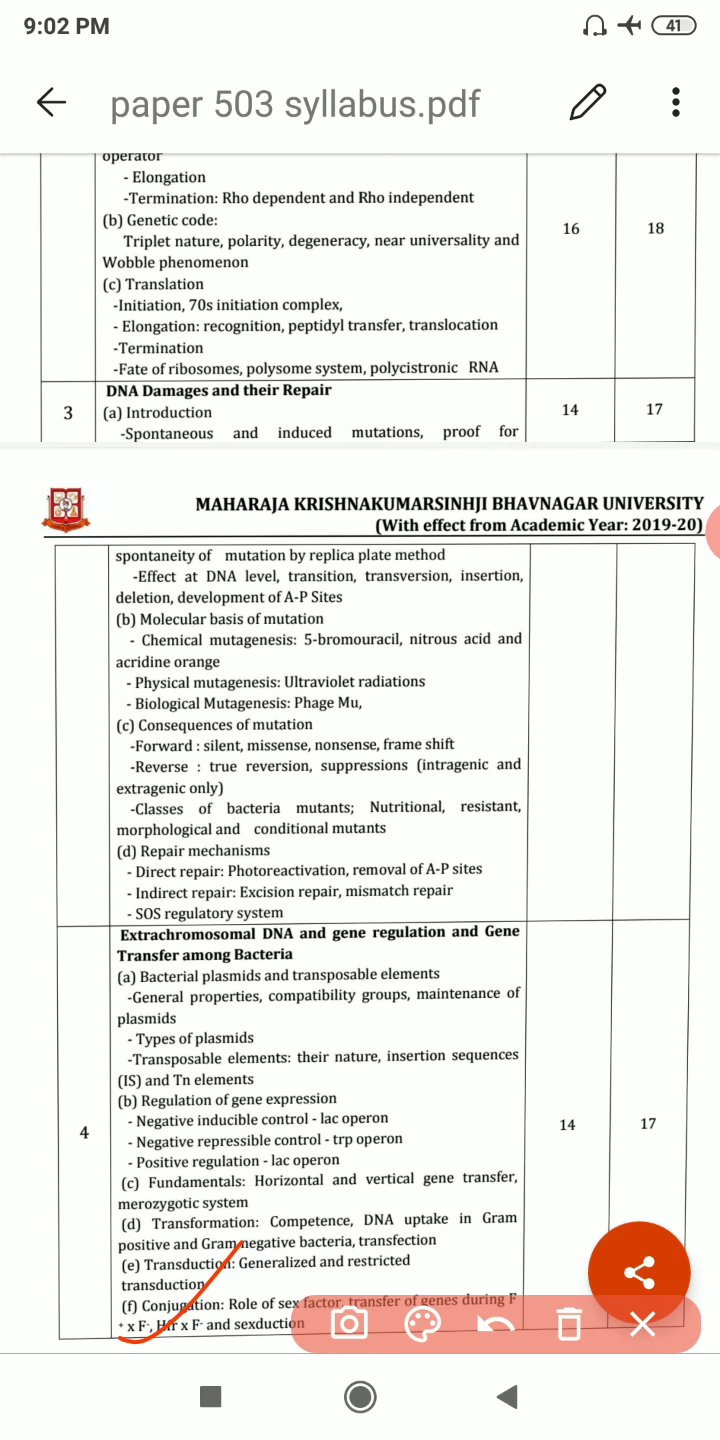 9:02 PM
41
paper 503 syllabus.pdf
operator
- Elongation
-Termination: Rho dependent and Rho independent
(b) Genetic code:
Triplet nature, polarity, degeneracy, near universality and
Wobble phenomenon
(c) Translation
-Initiation, 70s initiation complex,
- Elongation: recognition, peptidyl transfer, translocation
-Termination
-Fate of ribosomes, polysome system, polycistronic RNA
16
18
3
DNA Damages and their Repair
(a) Introduction
-Spontaneous and induced mutations, proof for
14
17
MAHARAJA KRISHNAKUMARSINHJI BHAVNAGAR UNIVERSITY
(With effect from Academic Year: 2019-20)
spontaneity of mutation by replica plate method
-Effect at DNA level, transition, transversion, insertion,
deletion, development of A-P Sites
(b) Molecular basis of mutation
- Chemical mutagenesis: 5-bromouracil, nitrous acid and
acridine orange
- Physical mutagenesis: Ultraviolet radiations
- Biological Mutagenesis: Phage Mu,
(c) Consequences of mutation
-Forward : silent, missense, nonsense, frame shift
-Reverse : true reversion, suppressions (intragenic and
extragenic only)
-Classes of bacteria mutants; Nutritional, resistant,
morphological and conditional mutants
(d) Repair mechanisms
- Direct repair: Photoreactivation, removal of A-P sites
- Indirect repair: Excision repair, mismatch repair
- SOS regulatory system
4
Extrachromosomal DNA and gene regulation and Gene
Transfer among Bacteria
(a) Bacterial plasmids and transposable elements
-General properties, compatibility groups, maintenance of
plasmids
- Types of plasmids
-Transposable elements: their nature, insertion sequences
(IS) and Tn elements
(b) Regulation of gene expression
- Negative inducible control - lac operon
- Negative repressible control - trp operon
- Positive regulation - lac operon
(c) Fundamentals: Horizontal and vertical gene transfer,
merozygotic system
(d) Transformation: Competence, DNA uptake in Gram
positive and Gram negative bacteria, transfection
(e) Transduction: Generalized and restricted
transduction
(f) Conjugation: Role of sex factor, transfer of genes during F
+ x F-, Hfr x F- and sexduction
14
17